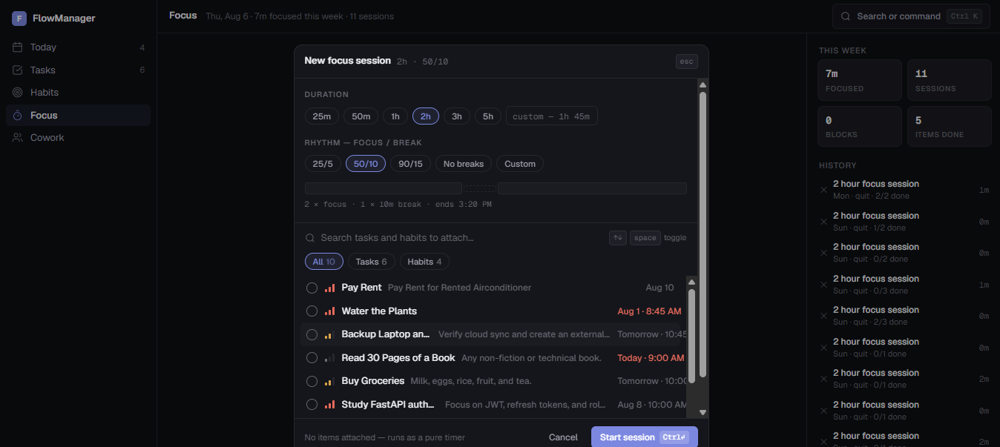 F FlowManager
Today 4
Tasks 6
Habits
Focus
Cowork
Focus Thu, Aug 6 · 7m focused this week · 11 sessions
Search or command Ctrl K
New focus session 2h · 50/10 esc
DURATION
25m 50m 1h 2h 3h 5h custom — 1h 45m
RHYTHM — FOCUS / BREAK
25/5 50/10 90/15 No breaks Custom
2 × focus · 1 × 10m break · ends 3:20 PM
Search tasks and habits to attach… ↑↓ space toggle
All 10 Tasks 6 Habits 4
Pay Rent Pay Rent for Rented Airconditioner Aug 10
Water the Plants Aug 1 · 8:45 AM
Backup Laptop an… Verify cloud sync and create an external… Tomorrow · 10:45
Read 30 Pages of a Book Any non-fiction or technical book. Today · 9:00 AM
Buy Groceries Milk, eggs, rice, fruit, and tea. Tomorrow · 10:00
Study FastAPI auth… Focus on JWT, refresh tokens, and rol… Aug 8 · 10:00 AM
No items attached — runs as a pure timer Cancel Start session Ctrl⏎
THIS WEEK
7m
FOCUSED
11
SESSIONS
0
BLOCKS
5
ITEMS DONE
HISTORY
2 hour focus session
Mon · quit · 2/2 done 1m
2 hour focus session
Sun · quit · 1/2 done 0m
2 hour focus session
Sun · quit · 0/2 done 0m
2 hour focus session
Sun · quit · 0/3 done 1m
2 hour focus session
Sun · quit · 2/3 done 0m
2 hour focus session
Sun · quit · 0/1 done 0m
2 hour focus session
Sun · quit · 0/1 done 2m
2 hour focus session
Sun · quit · 0/1 done 0m
2 hour focus session
Sun · quit · 0/1 done 2m